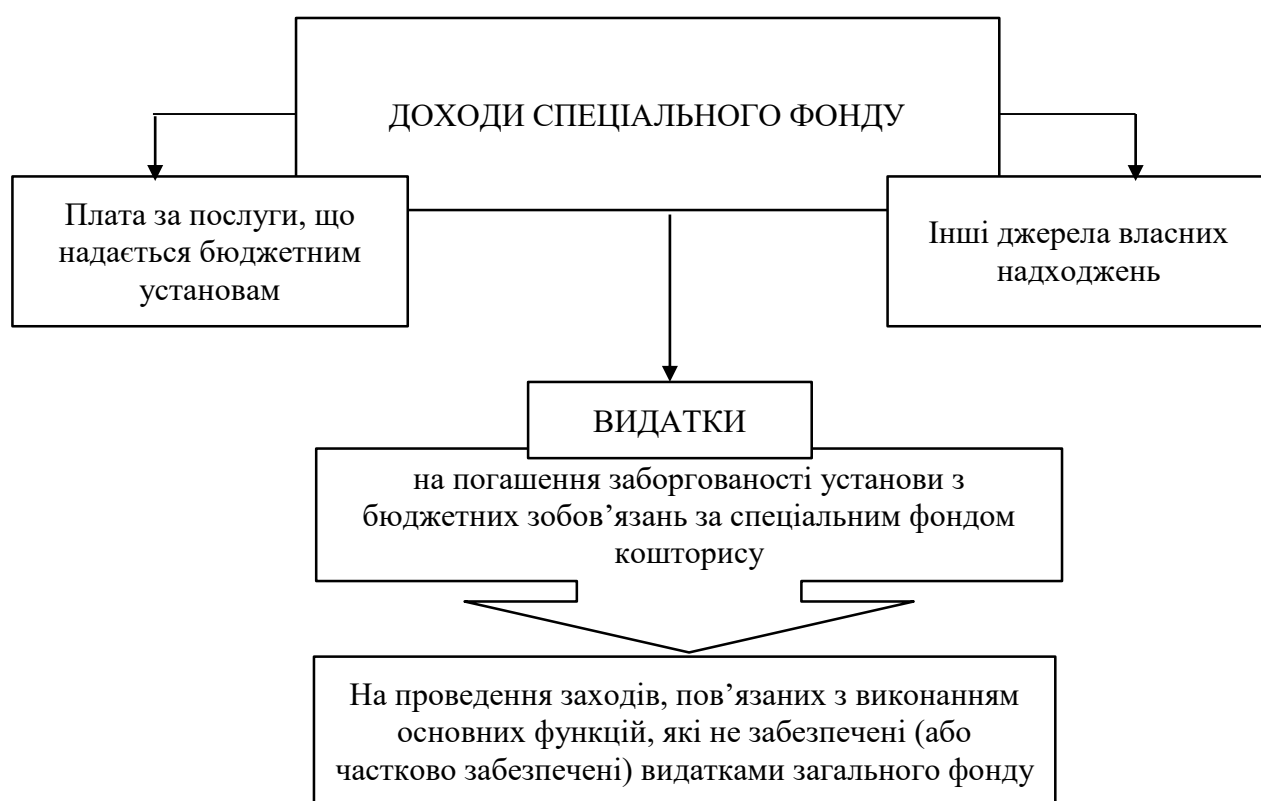 ДОХОДИ СПЕЦІАЛЬНОГО ФОНДУ
Плата за послуги, що
надається бюджетним
установам
Інші джерела власних
надходжень
ВИДАТКИ
на погашення заборгованості установи з
бюджетних зобов’язань за спеціальним фондом
кошторису
На проведення заходів, пов’язаних з виконанням
основних функцій, які не забезпечені (або
частково забезпечені) видатками загального фонду